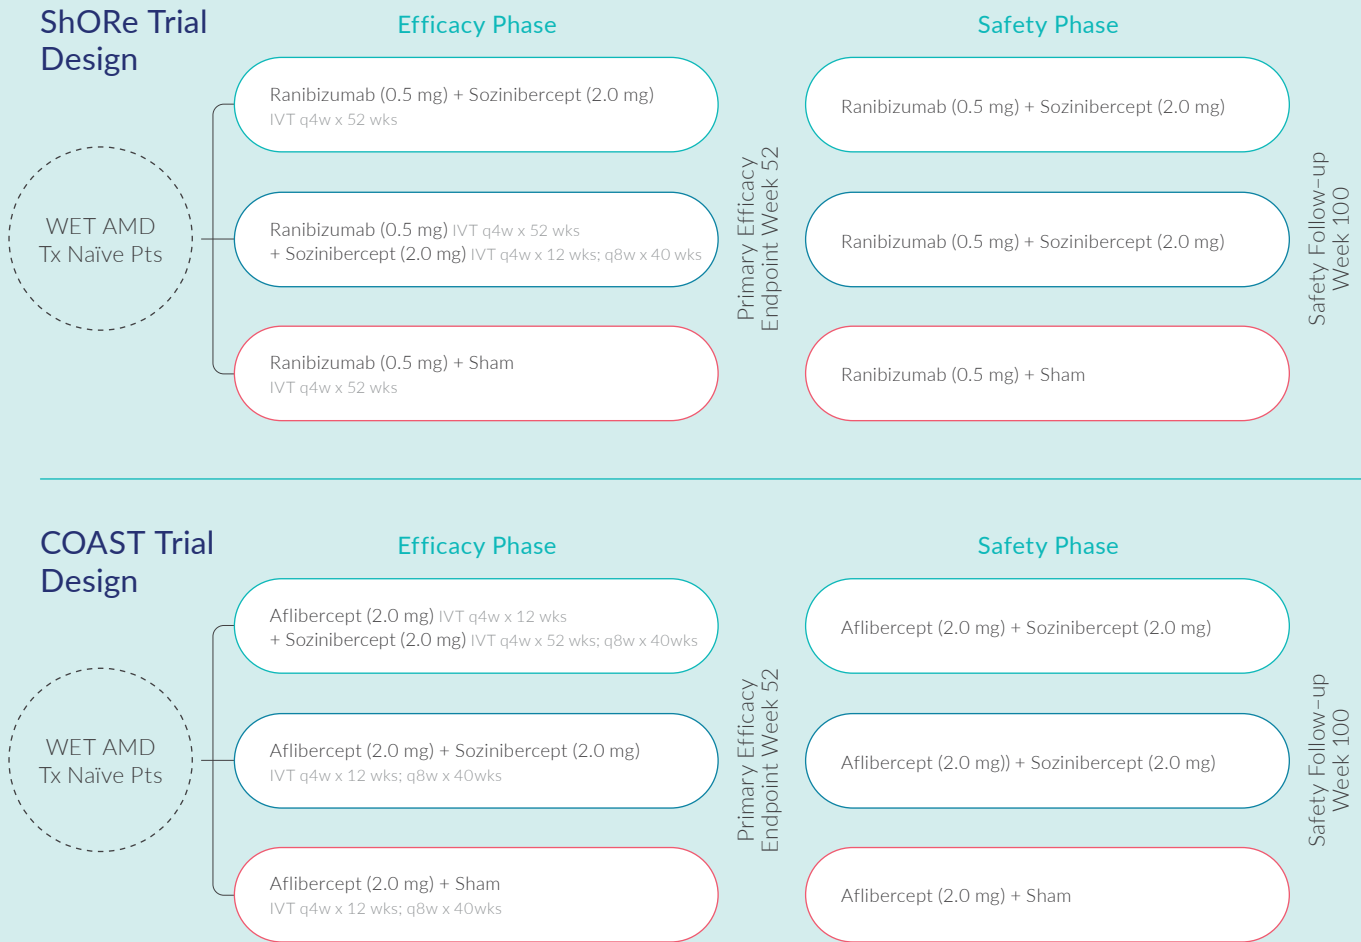 ShORe Trial
Design
Efficacy Phase
Safety Phase
WET AMD
Tx Naïve Pts
Ranibizumab (0.5 mg) + Sozinibercept (2.0 mg)
IVT q4w x 52 wks
Ranibizumab (0.5 mg) IVT q4w x 52 wks
+ Sozinibercept (2.0 mg) IVT q4w x 12 wks; q8w x 40 wks
Ranibizumab (0.5 mg) + Sham
IVT q4w x 52 wks
Primary Efficacy
Endpoint Week 52
Ranibizumab (0.5 mg) + Sozinibercept (2.0 mg)
Ranibizumab (0.5 mg) + Sozinibercept (2.0 mg)
Ranibizumab (0.5 mg) + Sham
Safety Follow-up
Week 100
COAST Trial
Design
Efficacy Phase
Safety Phase
WET AMD
Tx Naïve Pts
Aflibercept (2.0 mg) IVT q4w x 12 wks
+ Sozinibercept (2.0 mg) IVT q4w x 52 wks; q8w x 40wks
Aflibercept (2.0 mg) + Sozinibercept (2.0 mg)
IVT q4w x 12 wks; q8w x 40wks
Aflibercept (2.0 mg) + Sham
IVT q4w x 12 wks; q8w x 40wks
Primary Efficacy
Endpoint Week 52
Aflibercept (2.0 mg) + Sozinibercept (2.0 mg)
Aflibercept (2.0 mg)) + Sozinibercept (2.0 mg)
Aflibercept (2.0 mg) + Sham
Safety Follow-up
Week 100